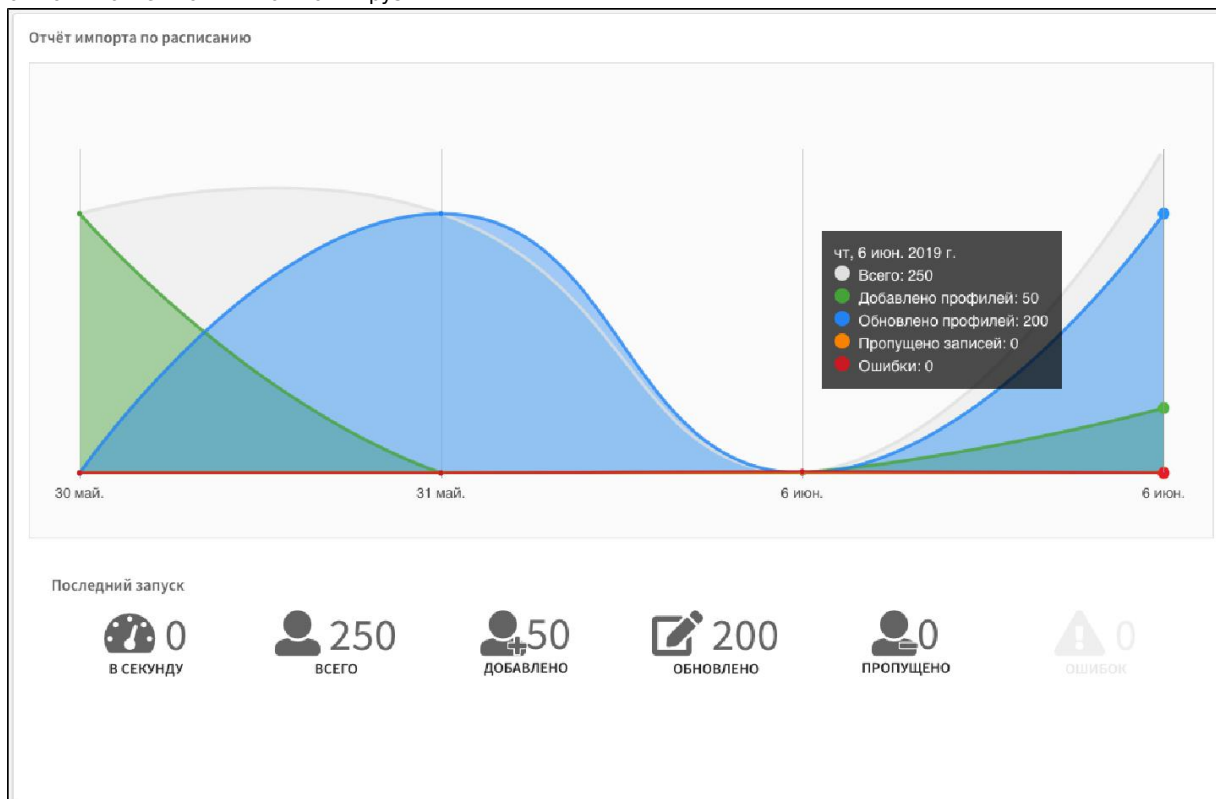 Отчёт импорта по расписанию
чт, 6 июн. 2019 г.
Всего: 250
Добавлено профилей: 50
Обновлено профилей: 200
Пропущено записей: 0
Ошибки: 0
30 май. 31 май. 6 июн. 6 июн.
Последний запуск
0 250 50 200 0 0
В СЕКУНДУ ВСЕГО ДОБАВЛЕНО ОБНОВЛЕНО ПРОПУЩЕНО ОШИБОК